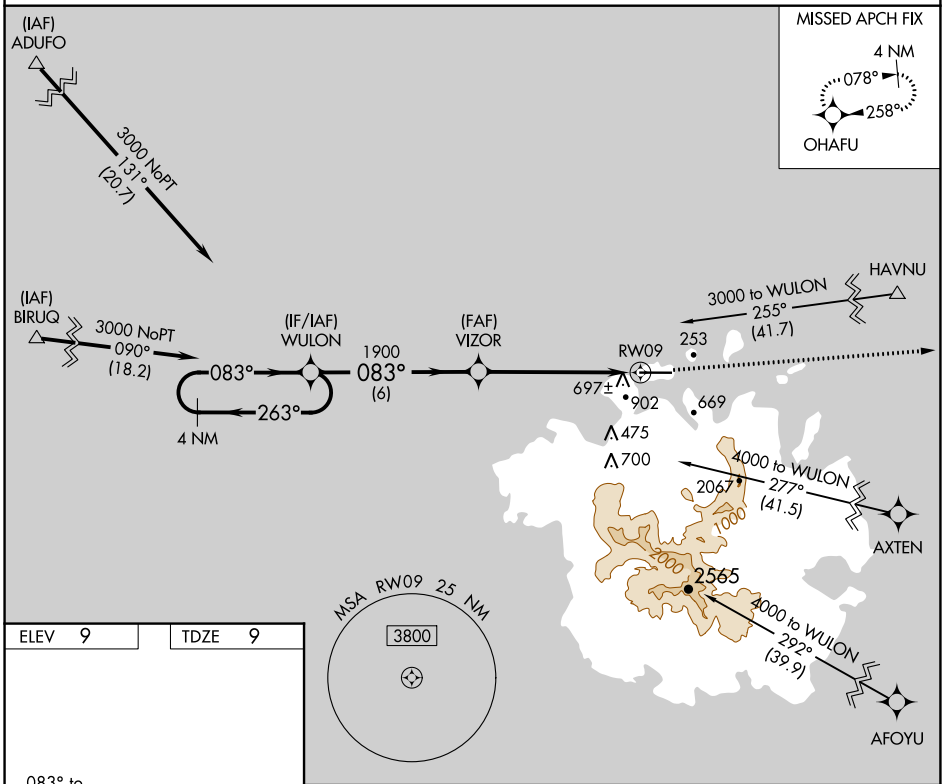 (IAF)
ADUFO
3000 NoPT
131°
(20.7)
MISSED APCH FIX
4 NM
078°
258°
OHAFU
(IAF)
BIRUQ
3000 NoPT
090°
(18.2)
083°
263°
4 NM
(IF/IAF)
WULON
1900
083°
(6)
(FAF)
VIZOR
RW09
HAVNU
3000 to WULON
255°
(41.7)
253
697±
902
669
475
700
4000 to WULON
277°
(41.5)
AXTEN
2067
1000
2000
2565
4000 to WULON
292°
(39.9)
AFOYU
MSA RW09 25 NM
3800
ELEV 9
TDZE 9
083° to